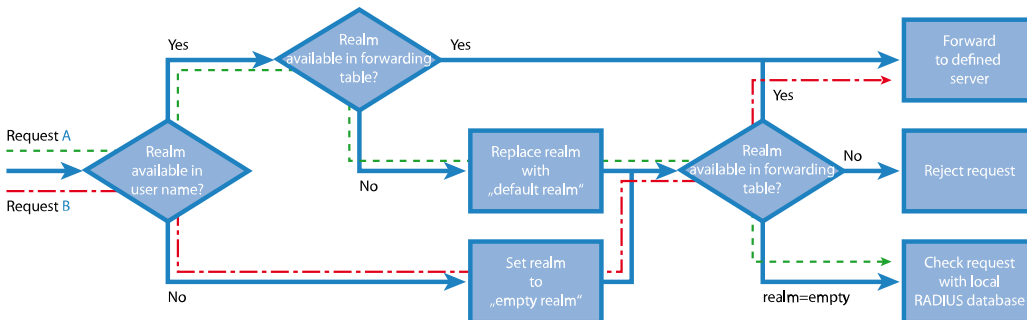 Yes
Realm
available in forwarding
table?
Yes
Forward
to defined
server
Request A
Realm
available in
user name?
Request B
No
Replace realm
with
„default realm“
Yes
Realm
available in forwarding
table?
No
Reject request
No
Set realm
to
„empty realm“
realm=empty
Check request
with local
RADIUS database